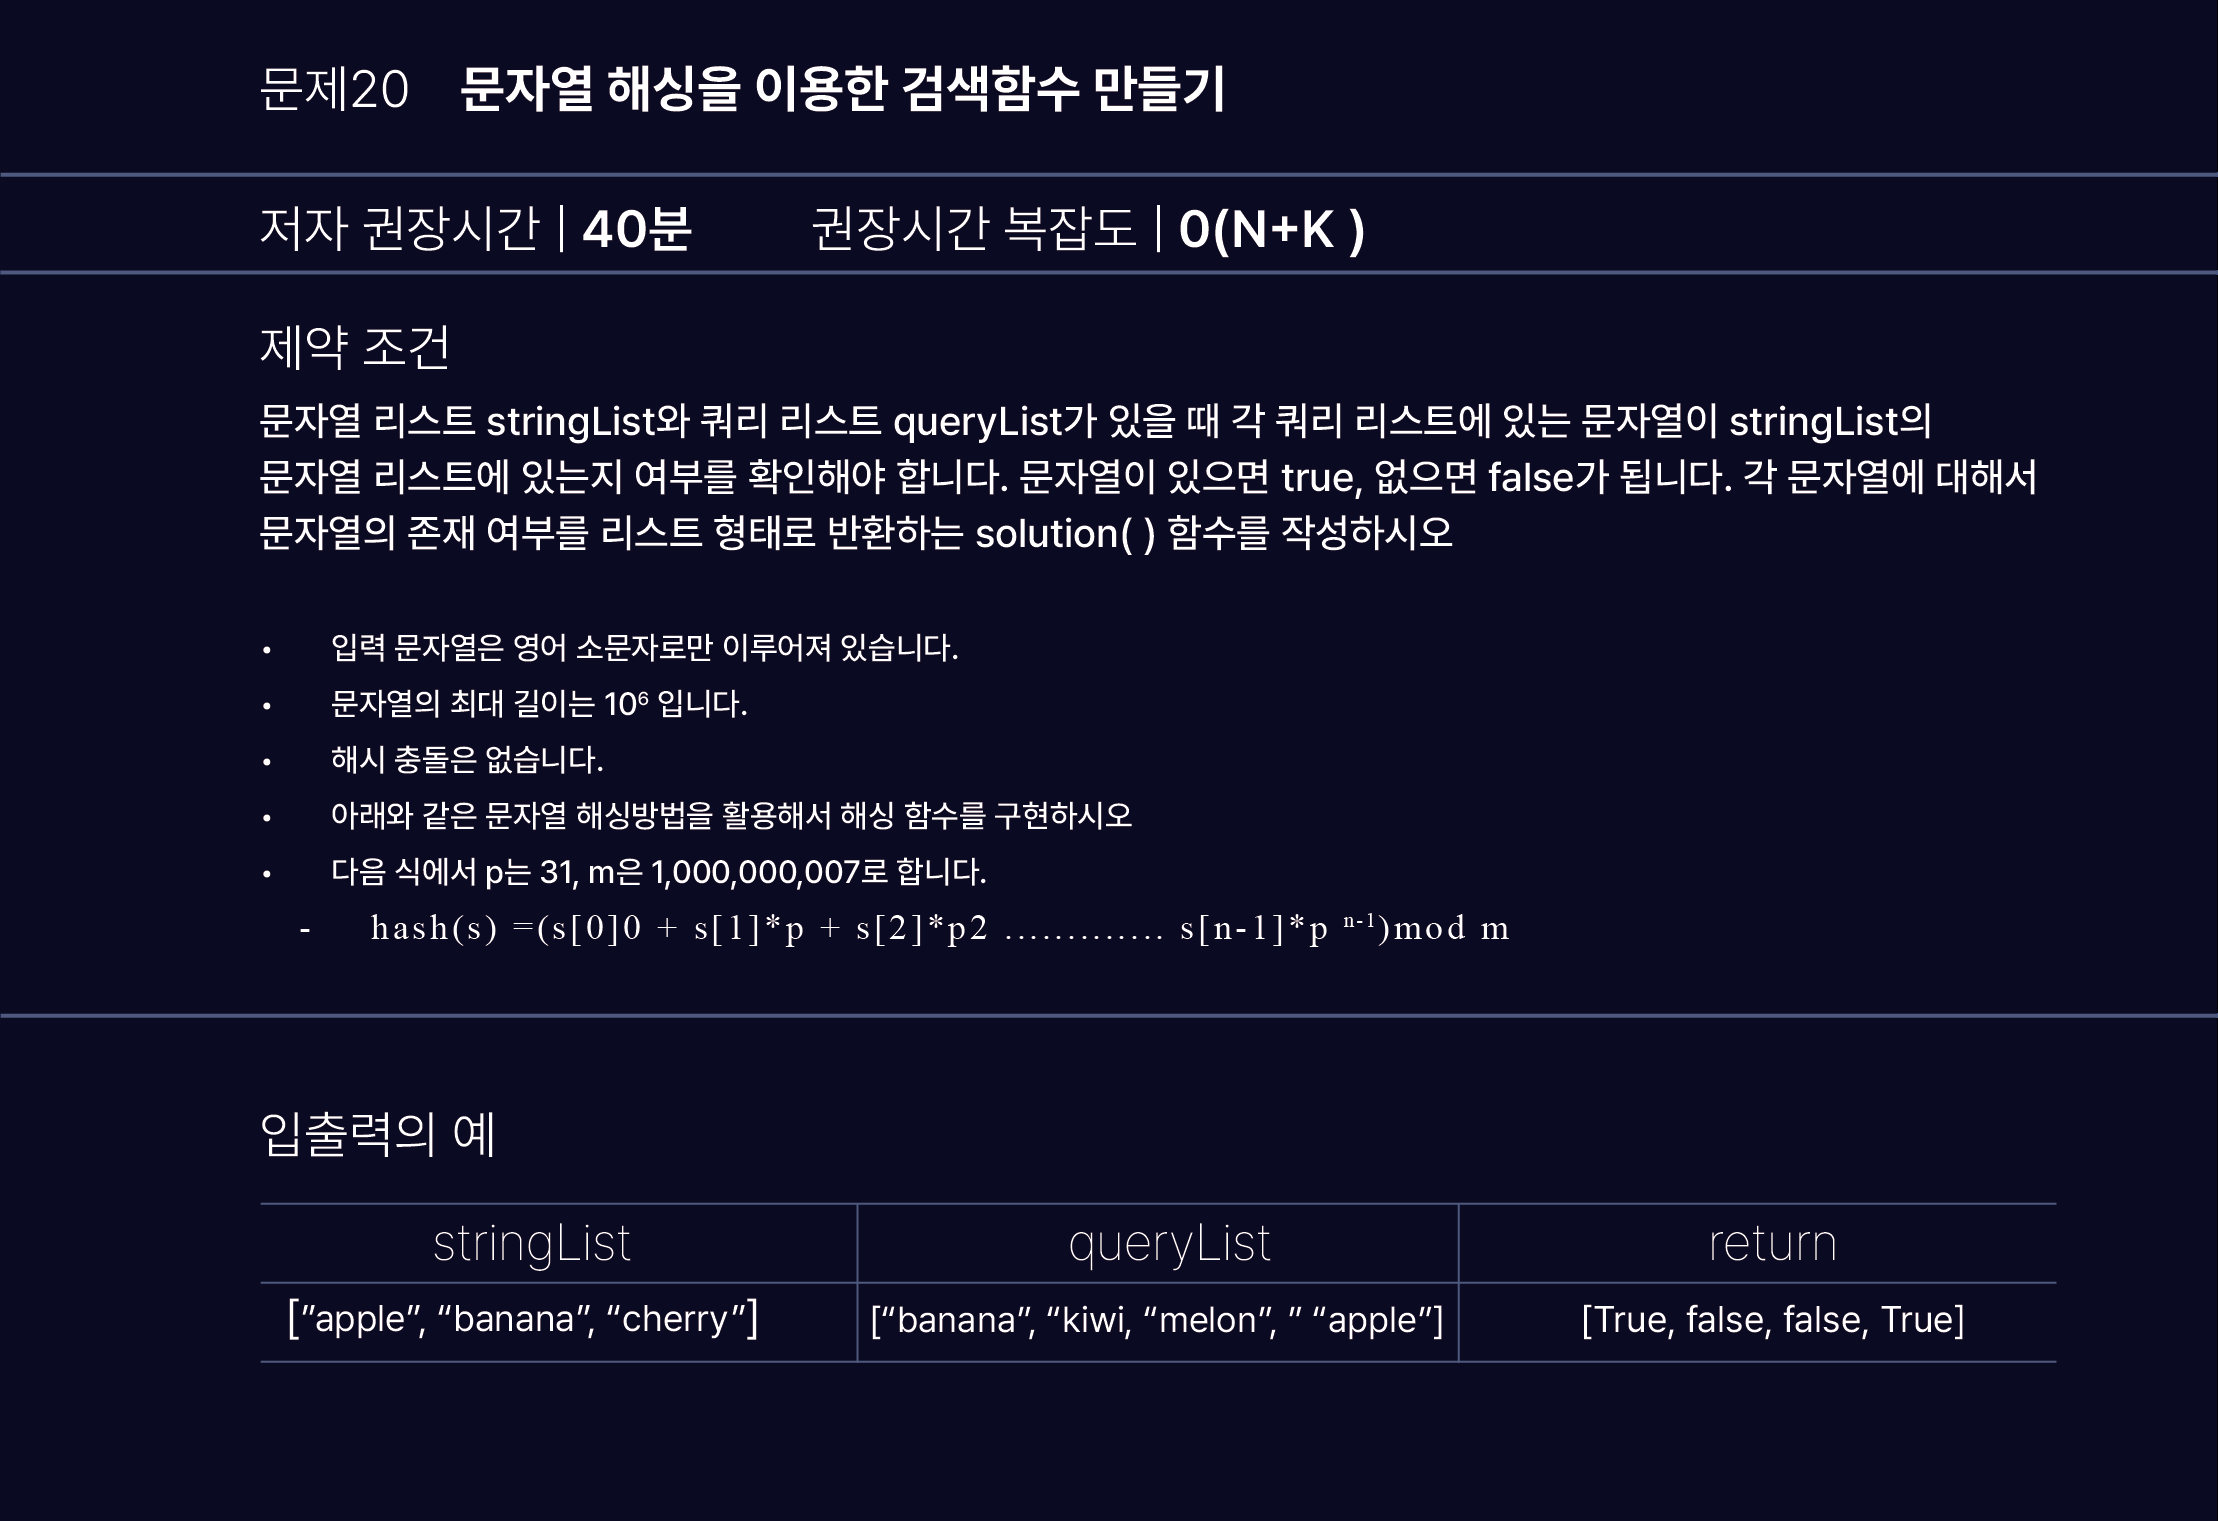 문제20 문자열 해싱을 이용한 검색함수 만들기
저자 권장시간 | 40분 권장시간 복잡도 | 0(N+K )
제약 조건
문자열 리스트 stringList와 쿼리 리스트 queryList가 있을 때 각 쿼리 리스트에 있는 문자열이 stringList의
문자열 리스트에 있는지 여부를 확인해야 합니다. 문자열이 있으면 true, 없으면 false가 됩니다. 각 문자열에 대해서
문자열의 존재 여부를 리스트 형태로 반환하는 solution( ) 함수를 작성하시오
• 입력 문자열은 영어 소문자로만 이루어져 있습니다.
• 문자열의 최대 길이는 10⁶ 입니다.
• 해시 충돌은 없습니다.
• 아래와 같은 문자열 해싱방법을 활용해서 해싱 함수를 구현하시오
• 다음 식에서 p는 31, m은 1,000,000,007로 합니다.
- hash(s) =(s[0]0 + s[1]*p + s[2]*p2 ............. s[n-1]*p ⁿ⁻¹)mod m
입출력의 예
stringList queryList return
[”apple”, “banana”, “cherry”] [“banana”, “kiwi, “melon”, ” “apple”] [True, false, false, True]